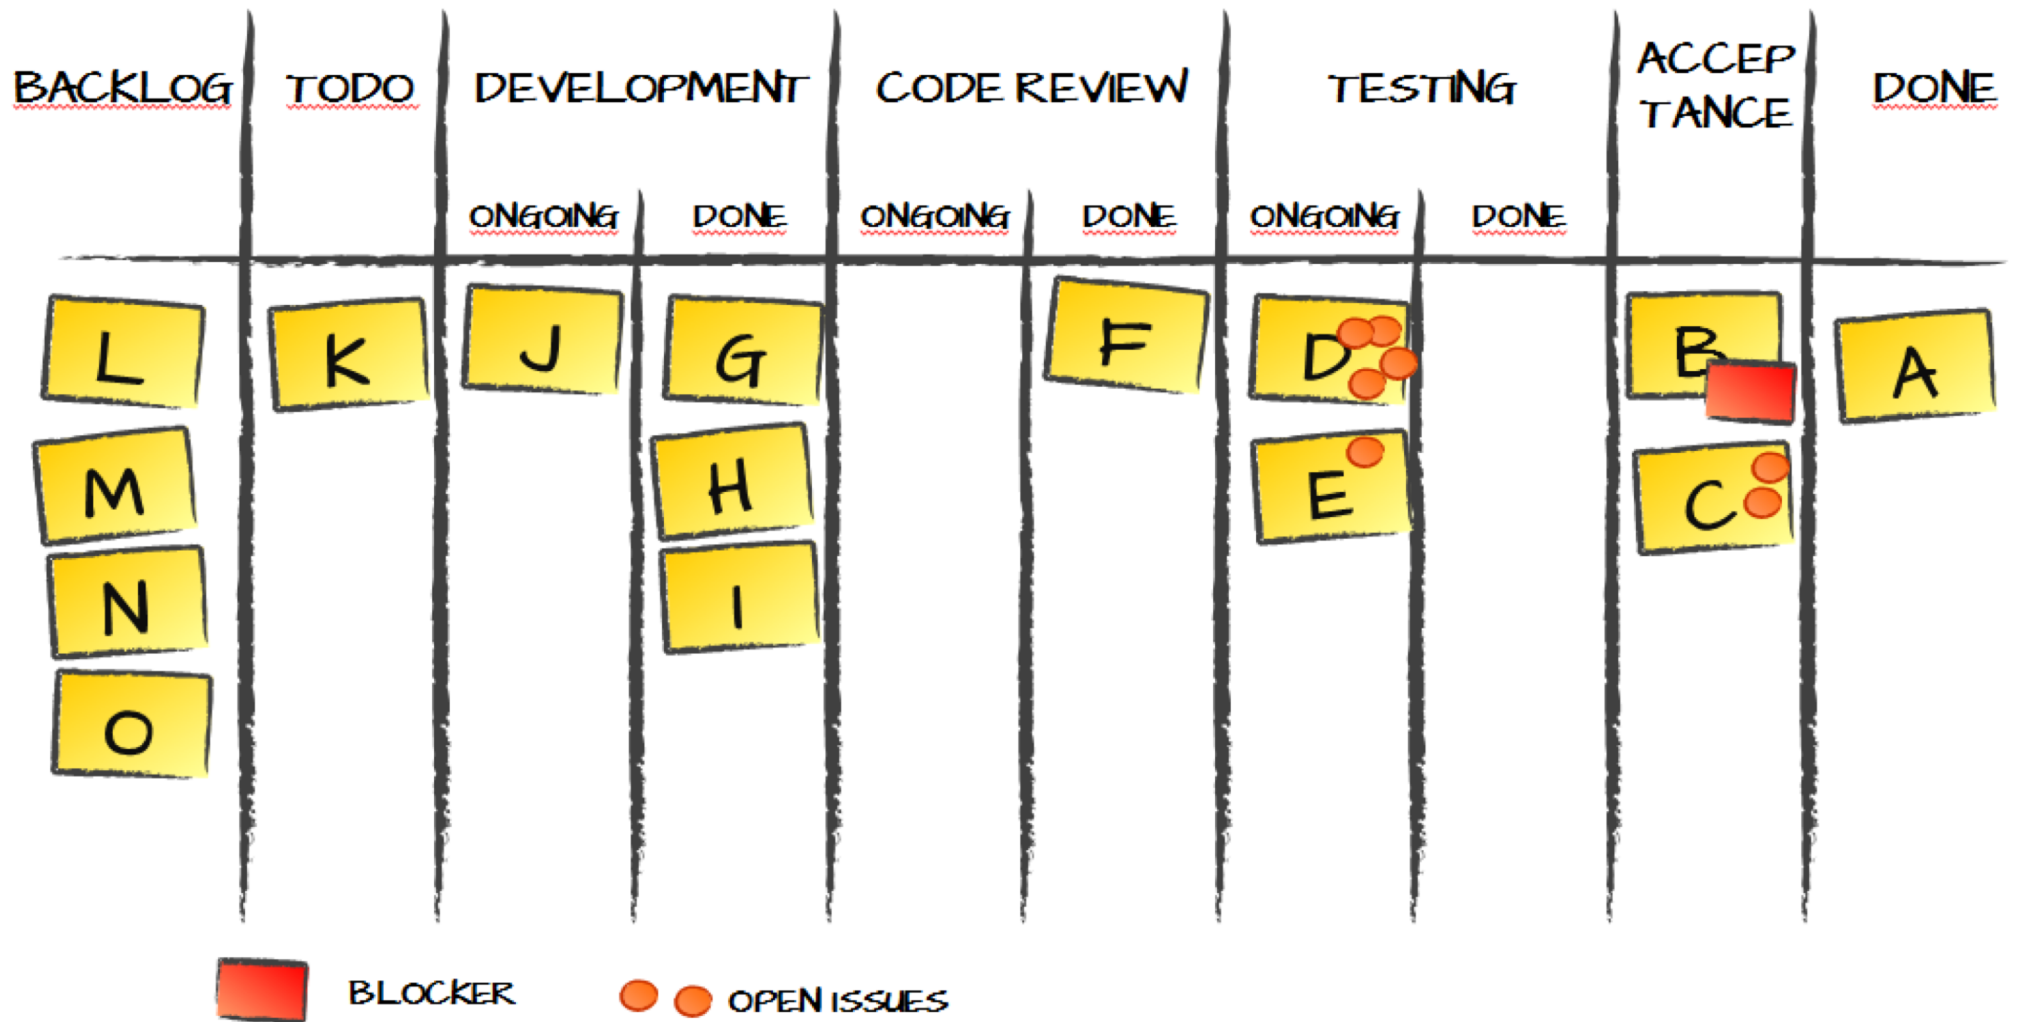 BACKLOG
TODO
DEVELOPMENT
CODE REVIEW
TESTING
ACCEP
TANCE
DONE
ONGOING
DONE
ONGOING
DONE
ONGOING
DONE
L
K
J
G
F
D
B
A
M
H
E
C
N
I
O
BLOCKER
OPEN ISSUES